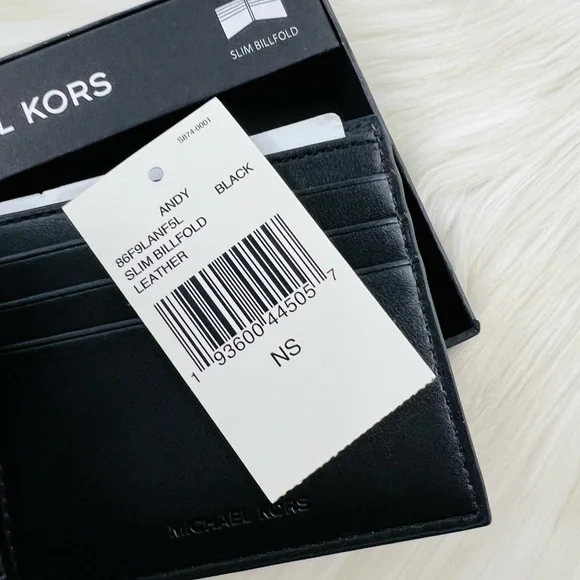 L KORS
SLIM BILLFOLD
S874-0001
ANDY
86F9LANF5L BLACK
SLIM BILLFOLD
LEATHER
1 93600 44505 7
NS
MICHAEL KORS